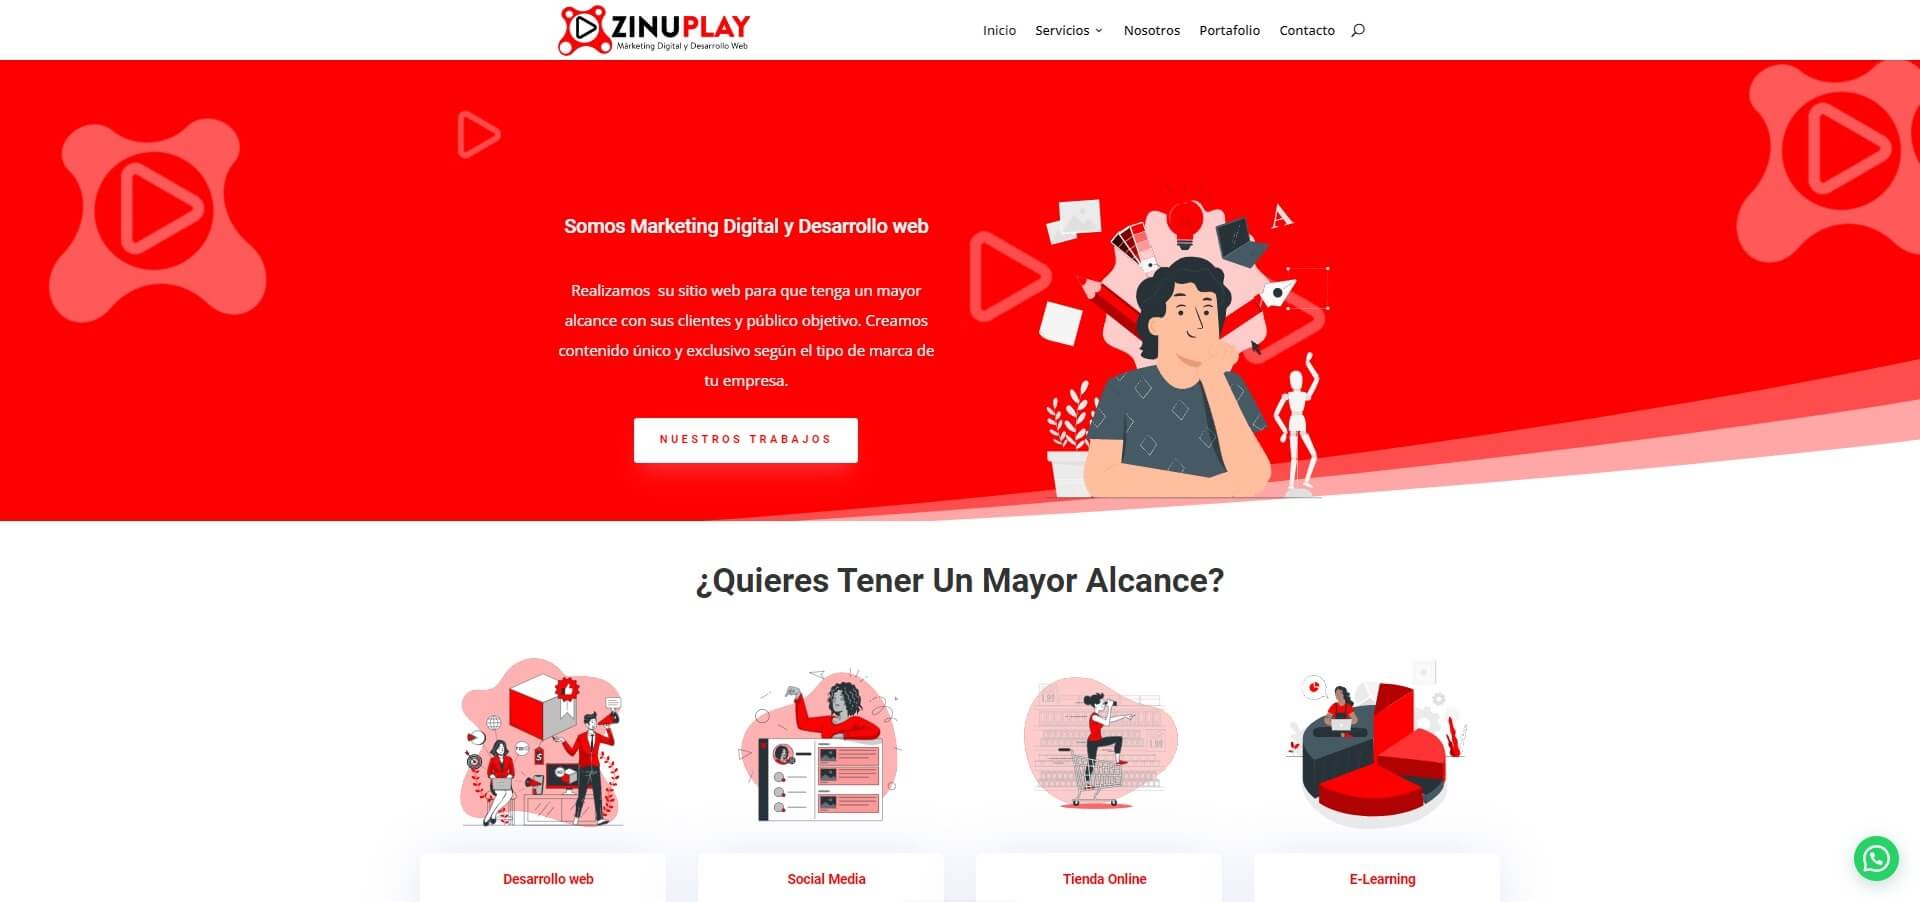 ZINUPLAY
Márketing Digital y Desarrollo Web
Inicio Servicios Nosotros Portafolio Contacto
Somos Marketing Digital y Desarrollo web
Realizamos su sitio web para que tenga un mayor
alcance con sus clientes y público objetivo. Creamos
contenido único y exclusivo según el tipo de marca de
tu empresa.
NUESTROS TRABAJOS
A
¿Quieres Tener Un Mayor Alcance?
Desarrollo web
Social Media
Tienda Online
E-Learning